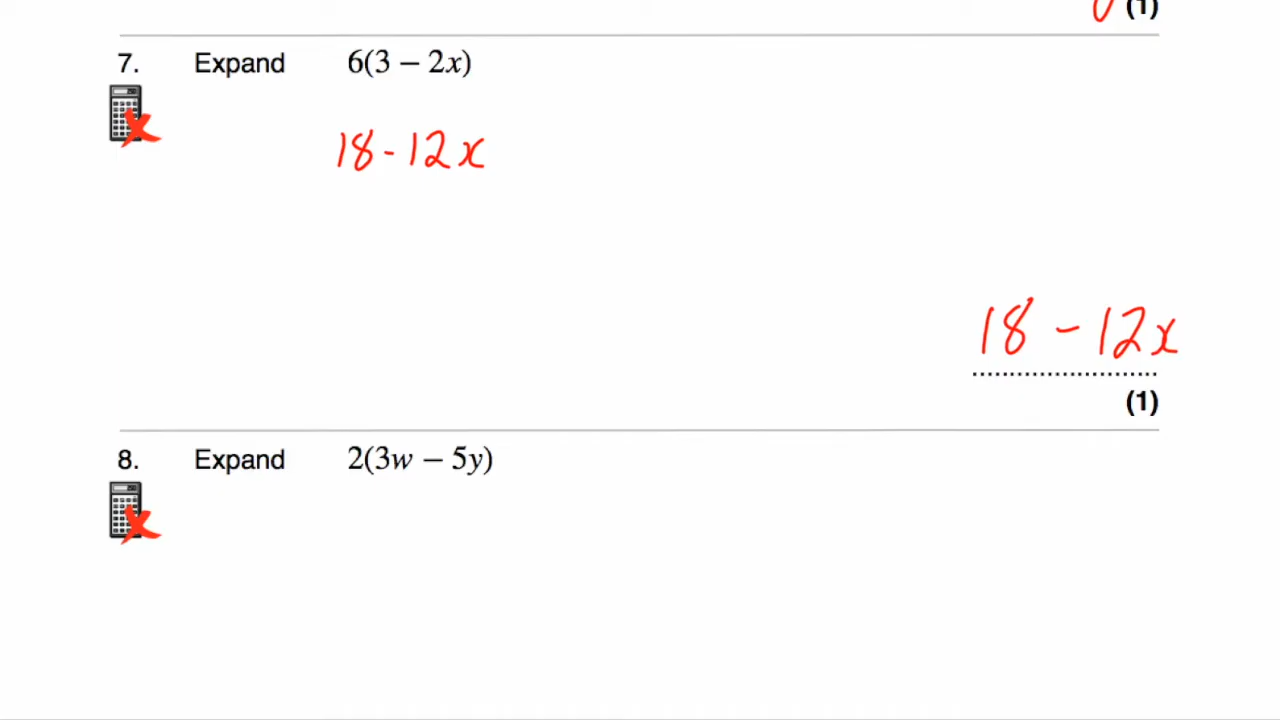 (1)
7. Expand 6(3 − 2x)
18 - 12x
18 - 12x
(1)
8. Expand 2(3w − 5y)